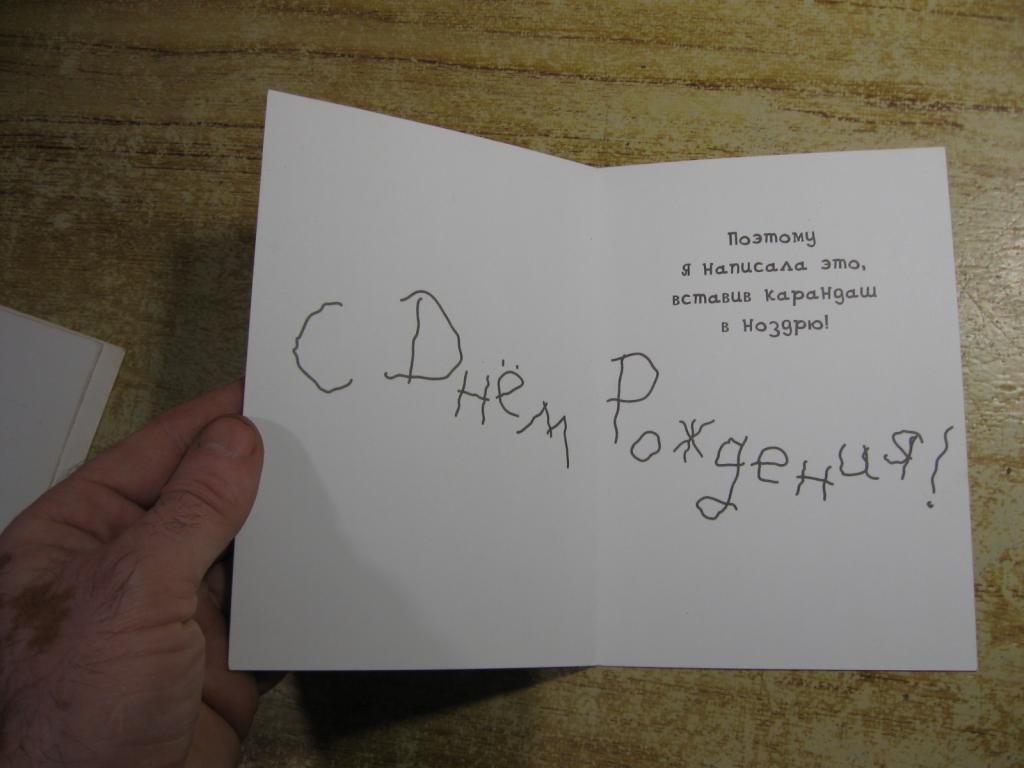 Поэтому
я написала это,
вставив карандаш
в ноздрю!
С Днём Рождения!